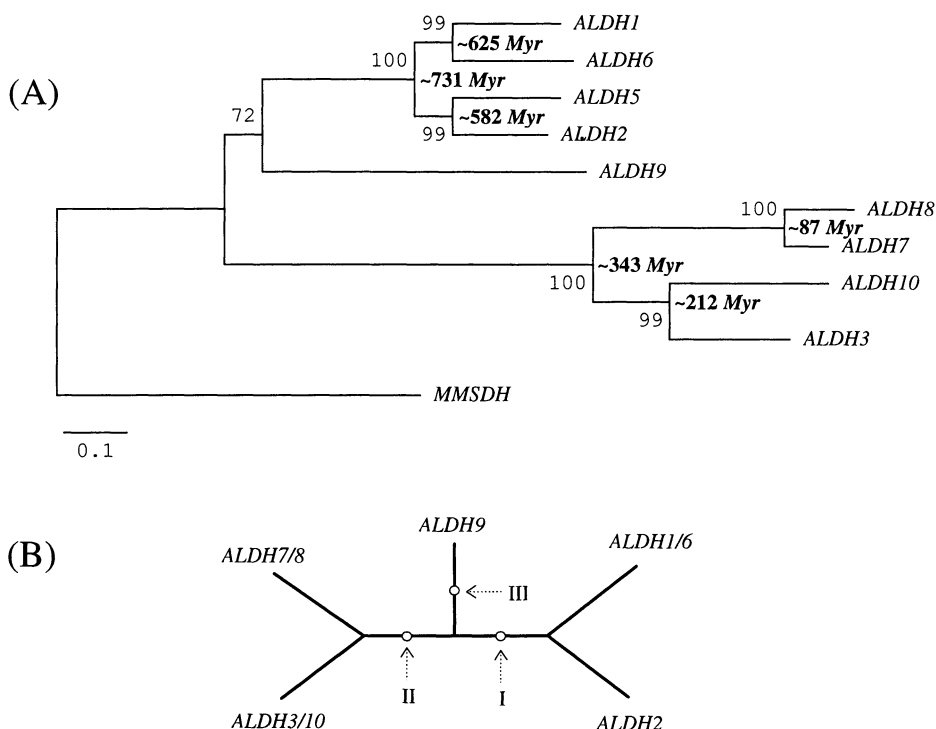 (A)
99
ALDH1
~625 Myr
100
ALDH6
~731 Myr
ALDH5
72
~582 Myr
99
ALDH2
ALDH9
100
ALDH8
~87 Myr
ALDH7
~343 Myr
100
ALDH10
~212 Myr
99
ALDH3
MMSDH
0.1
(B)
ALDH9
ALDH7/8
ALDH1/6
III
II
I
ALDH3/10
ALDH2